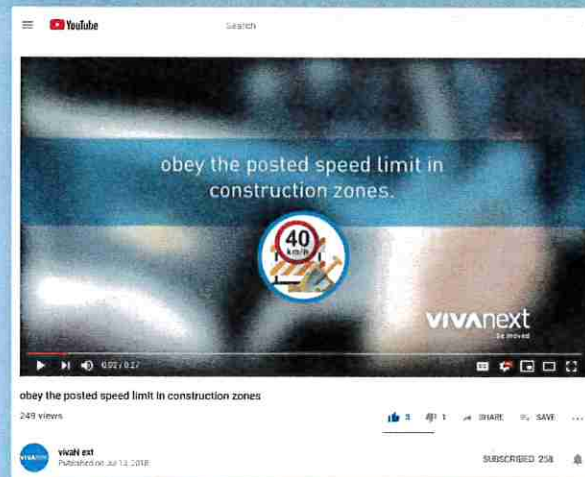 YouTube
Search
obey the posted speed limit in
construction zones.
40
km/h
vivanext
be moved
0:02 / 0:27
obey the posted speed limit in construction zones
249 views
3
1
SHARE
SAVE
vivaNext
Published on Jul 13, 2018
SUBSCRIBED 258